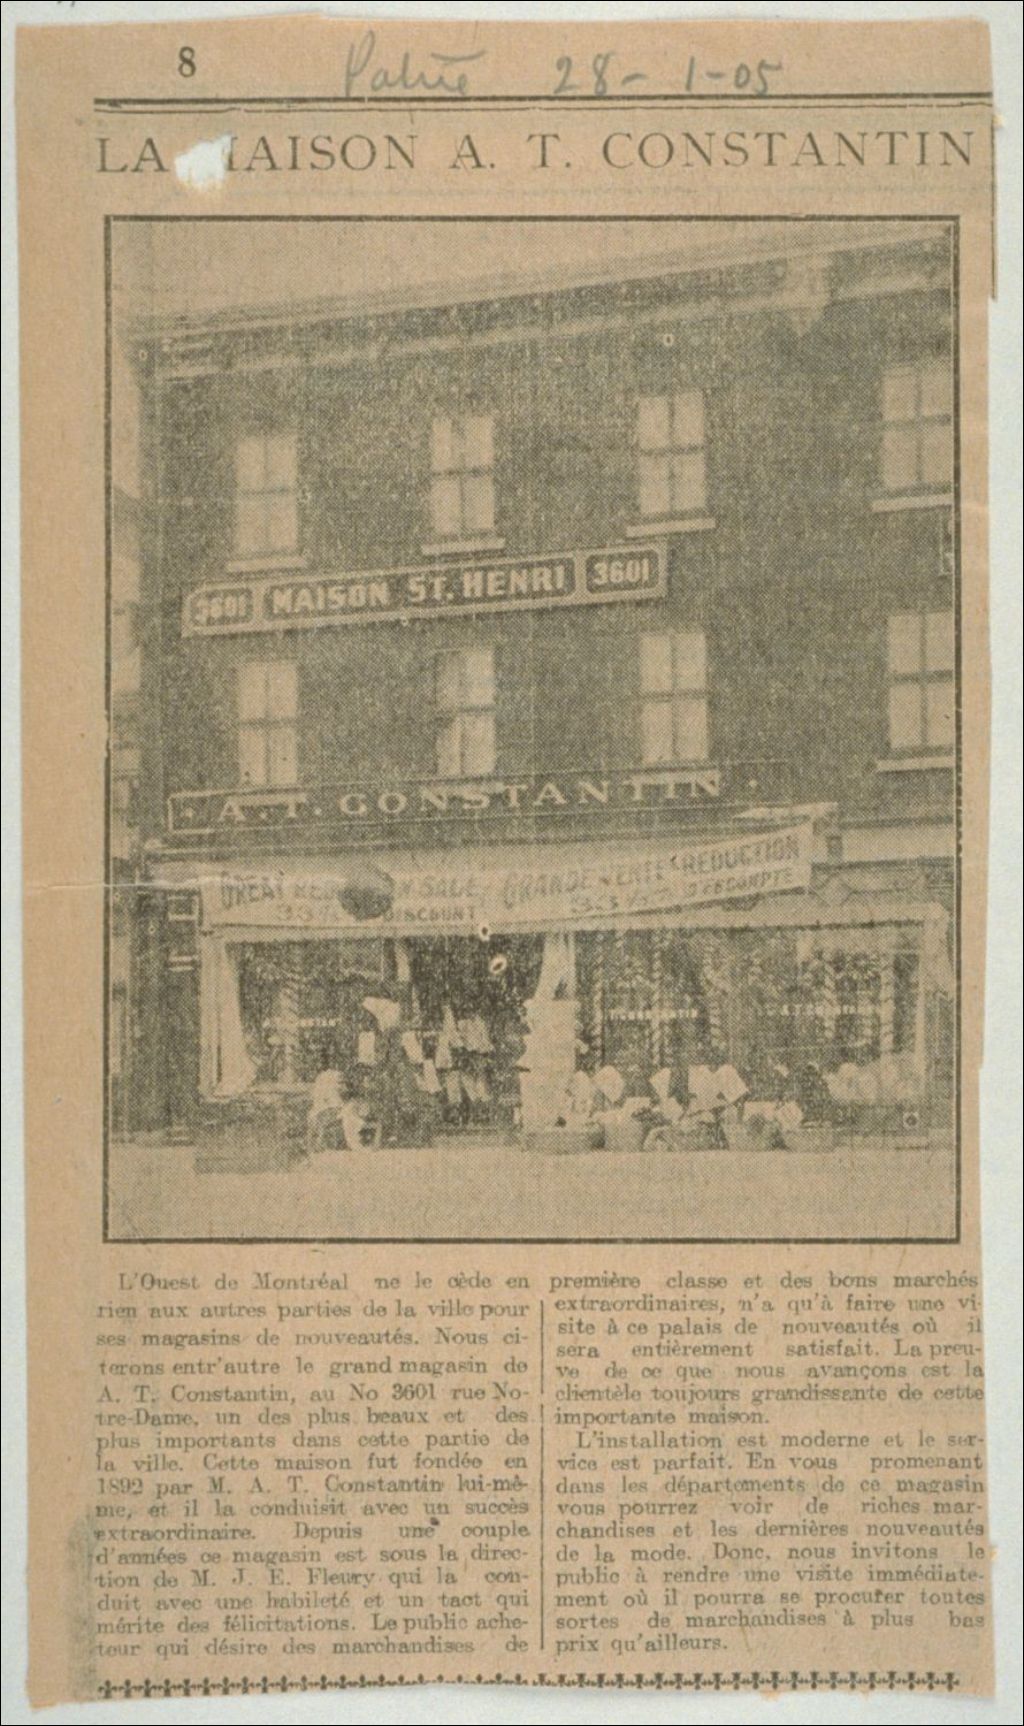 8
Patrie 28-1-05
LA MAISON A. T. CONSTANTIN
3601 MAISON ST. HENRI 3601
· A. T. CONSTANTIN ·
GREAT REDUCTION SALE GRANDE VENTE REDUCTION
33⅓% DISCOUNT 33⅓% D'ESCOMPTE
A.T. CONSTAN
L'Ouest de Montréal ne le cède en
rien aux autres parties de la ville pour
ses magasins de nouveautés. Nous ci-
terons entr'autre le grand magasin de
A. T. Constantin, au No 3601 rue No-
tre-Dame, un des plus beaux et des
plus importants dans cette partie de
la ville. Cette maison fut fondée en
1892 par M. A. T. Constantin lui-mê-
me, et il la conduisit avec un succès
extraordinaire. Depuis une couple
d'années ce magasin est sous la direc-
tion de M. J. E. Fleury qui la con-
duit avec une habileté et un tact qui
mérite des félicitations. Le public ache-
teur qui désire des marchandises de
première classe et des bons marchés
extraordinaires, n'a qu'à faire une vi-
site à ce palais de nouveautés où il
sera entièrement satisfait. La preu-
ve de ce que nous avançons est la
clientèle toujours grandissante de cette
importante maison.
L'installation est moderne et le ser-
vice est parfait. En vous promenant
dans les départements de ce magasin
vous pourrez voir de riches mar-
chandises et les dernières nouveautés
de la mode. Donc, nous invitons le
public à rendre une visite immédiate-
ment où il pourra se procurer toutes
sortes de marchandises à plus bas
prix qu'ailleurs.